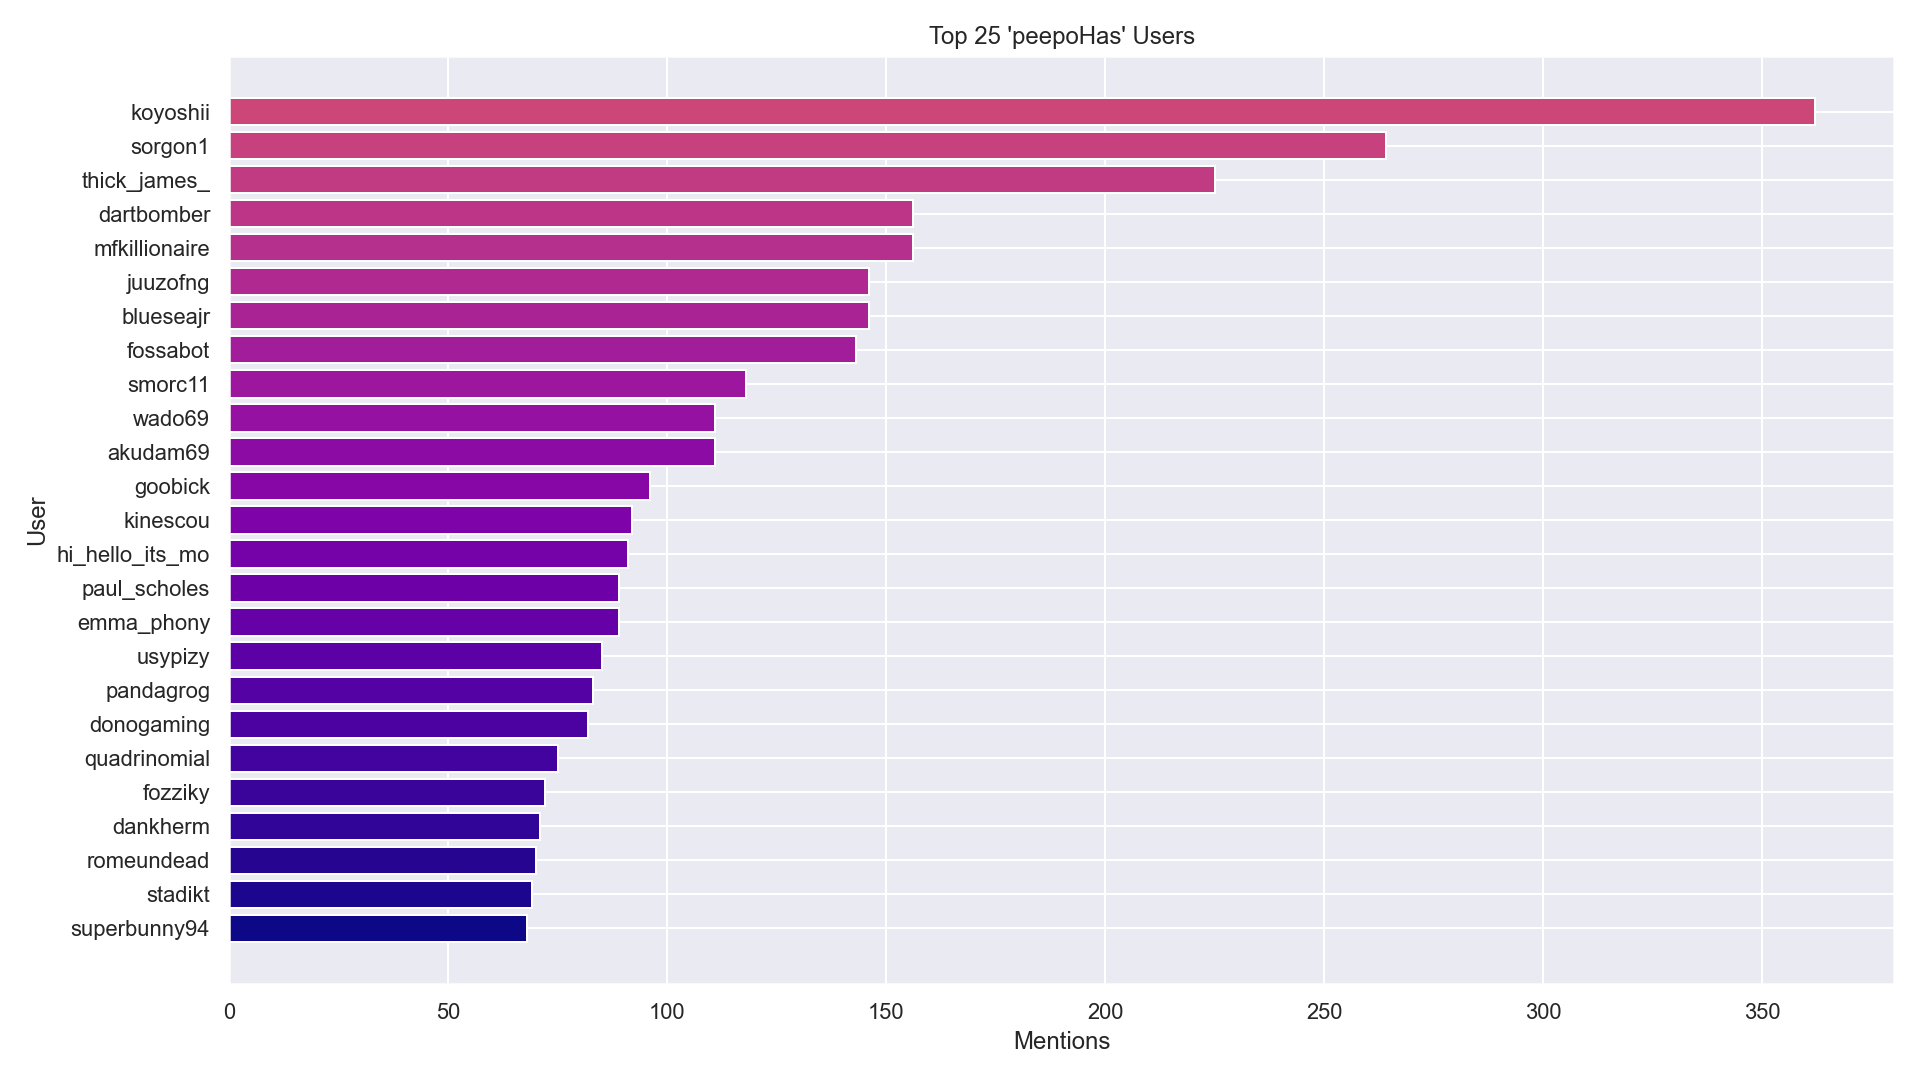 Top 25 'peepoHas' Users
koyoshii
sorgon1
thick_james_
dartbomber
mfkillionaire
juuzofng
blueseajr
fossabot
smorc11
wado69
akudam69
goobick
kinescou
hi_hello_its_mo
paul_scholes
emma_phony
usypizy
pandagrog
donogaming
quadrinomial
fozziky
dankherm
romeundead
stadikt
superbunny94
User
0 50 100 150 200 250 300 350
Mentions